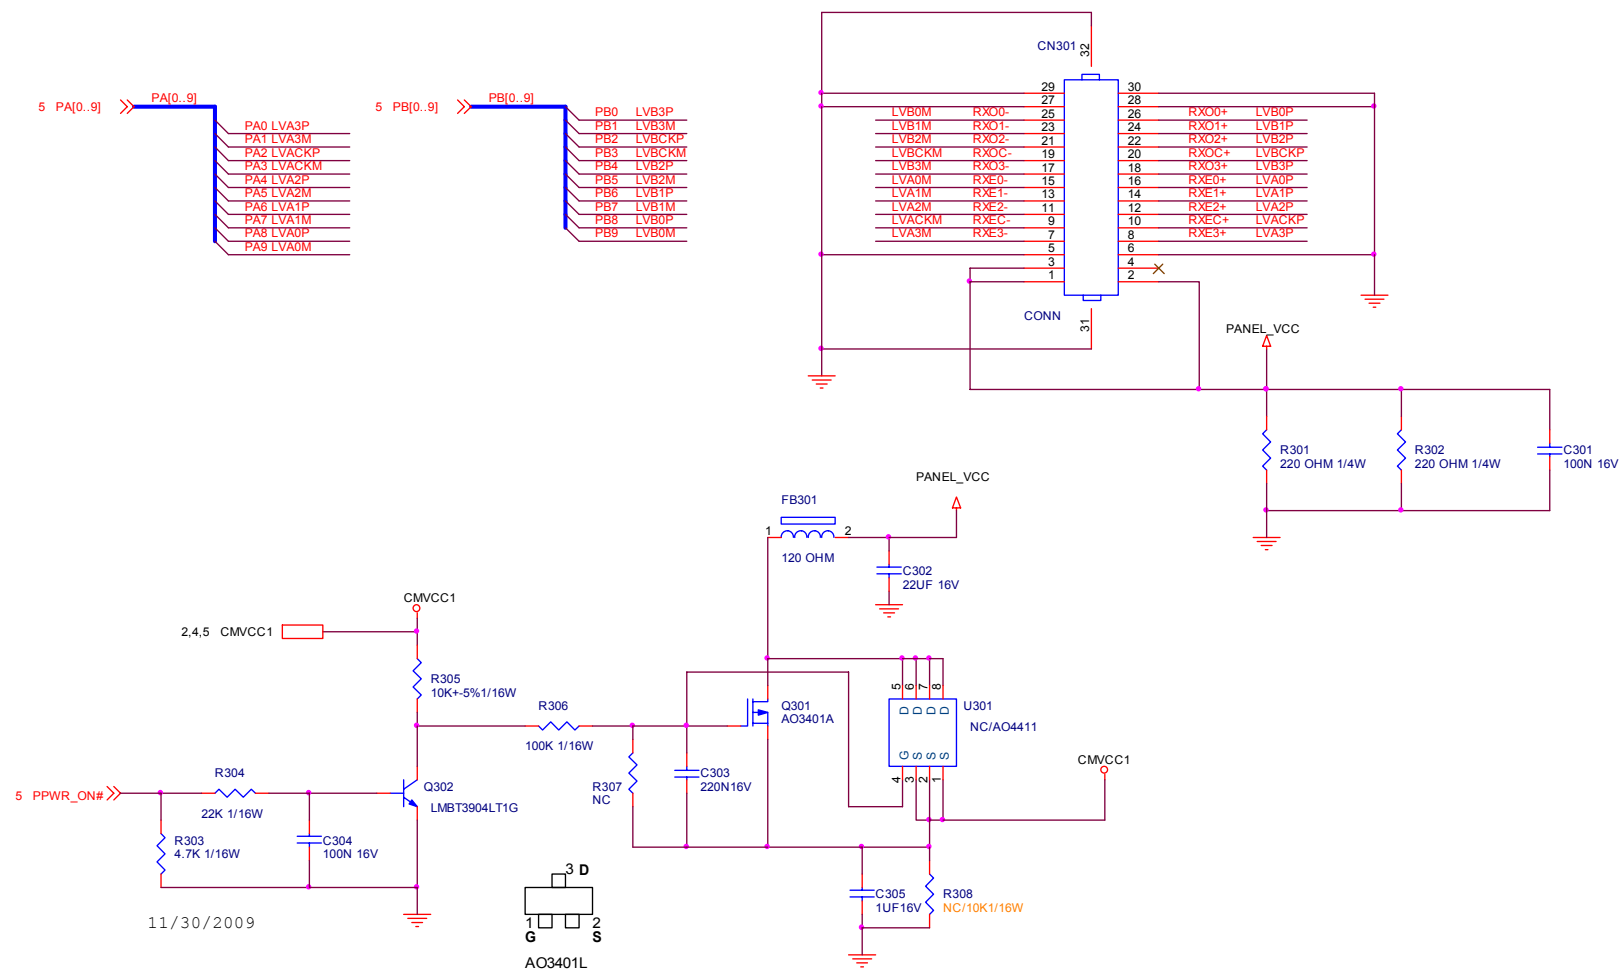 CN301
32
5 PA[0..9]
PA[0..9]
PA0 LVA3P
PA1 LVA3M
PA2 LVACKP
PA3 LVACKM
PA4 LVA2P
PA5 LVA2M
PA6 LVA1P
PA7 LVA1M
PA8 LVA0P
PA9 LVA0M
5 PB[0..9]
PB[0..9]
PB0 LVB3P
PB1 LVB3M
PB2 LVBCKP
PB3 LVBCKM
PB4 LVB2P
PB5 LVB2M
PB6 LVB1P
PB7 LVB1M
PB8 LVB0P
PB9 LVB0M
29 30
27 28
LVB0M RXO0- 25 26 RXO0+ LVB0P
LVB1M RXO1- 23 24 RXO1+ LVB1P
LVB2M RXO2- 21 22 RXO2+ LVB2P
LVBCKM RXOC- 19 20 RXOC+ LVBCKP
LVB3M RXO3- 17 18 RXO3+ LVB3P
LVA0M RXE0- 15 16 RXE0+ LVA0P
LVA1M RXE1- 13 14 RXE1+ LVA1P
LVA2M RXE2- 11 12 RXE2+ LVA2P
LVACKM RXEC- 9 10 RXEC+ LVACKP
LVA3M RXE3- 7 8 RXE3+ LVA3P
5 6
3 4
1 2
CONN
31
PANEL_VCC
R301
220 OHM 1/4W
R302
220 OHM 1/4W
C301
100N 16V
PANEL_VCC
FB301
1 2
120 OHM
C302
22UF 16V
CMVCC1
2,4,5 CMVCC1
R305
10K+-5%1/16W
R306
100K 1/16W
Q301
AO3401A
5 6 7 8
D D D D
G S S S
4 3 2 1
U301
NC/AO4411
CMVCC1
R307
NC
C303
220N16V
5 PPWR_ON#
R304
22K 1/16W
Q302
LMBT3904LT1G
R303
4.7K 1/16W
C304
100N 16V
C305
1UF16V
R308
NC/10K1/16W
11/30/2009
3 D
1 2
G S
AO3401L